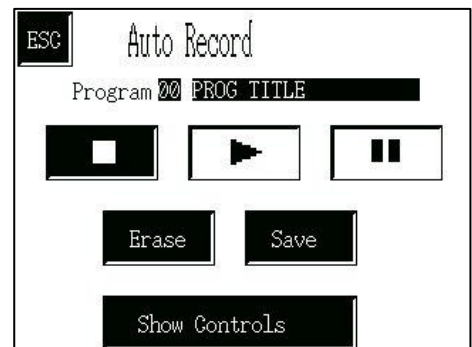 ESC Auto Record
Program 00 PROG TITLE
Erase Save
Show Controls